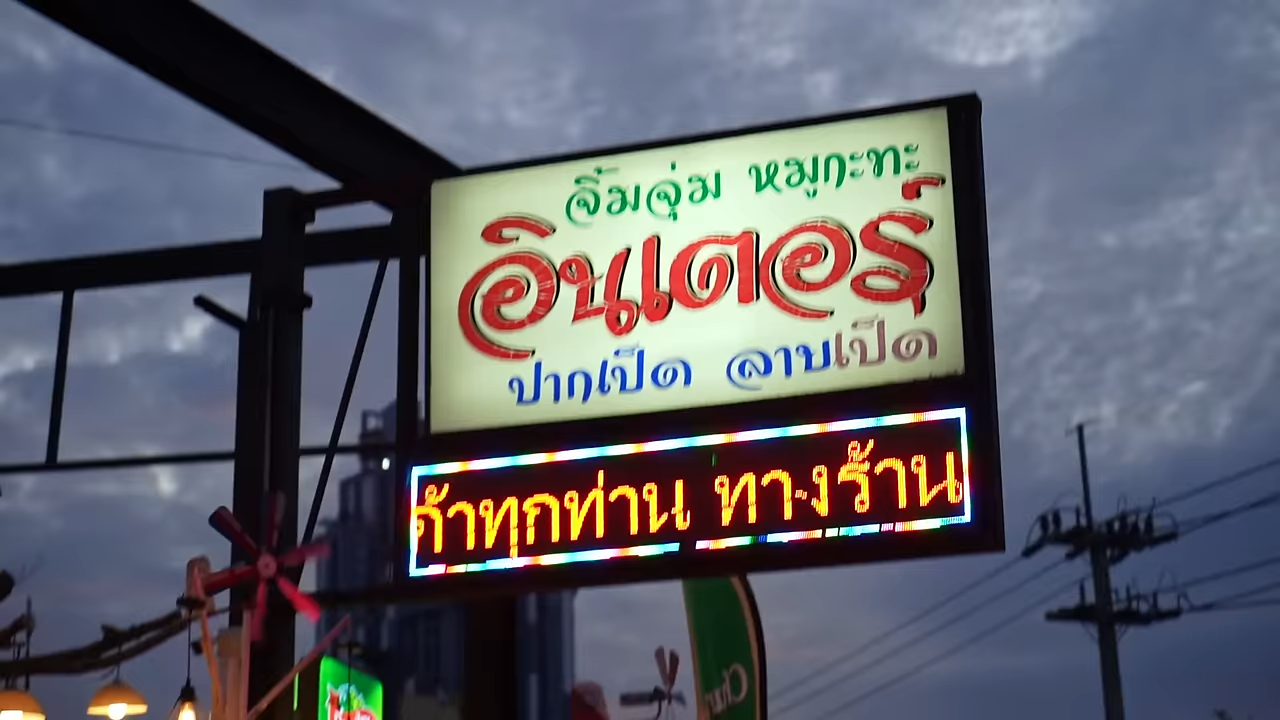 จิ้มจุ่ม หมูกะทะ
อินเตอร์
ปากเป็ด ลาบเป็ด
ค้าทุกท่าน ทางร้าน